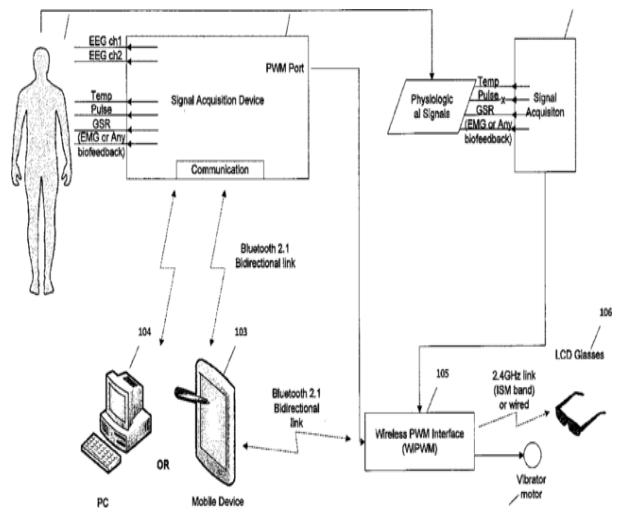 EEG ch1
EEG ch2
PWM Port
Temp
Signal Acquisition Device
Pulse
GSR
(EMG or Any
biofeedback)
Communication
Physiologic
al Signals
Temp
Pulse
GSR
(EMG or Any
biofeedback)
Signal
Acquisiton
Bluetooth 2.1
Bidirectional link
104
103
PC
OR
Mobile Device
Bluetooth 2.1
Bidirectional
link
105
Wireless PWM Interface
(WPWM)
2.4GHz link
(ISM band)
or wired
106
LCD Glasses
Vibrator
motor